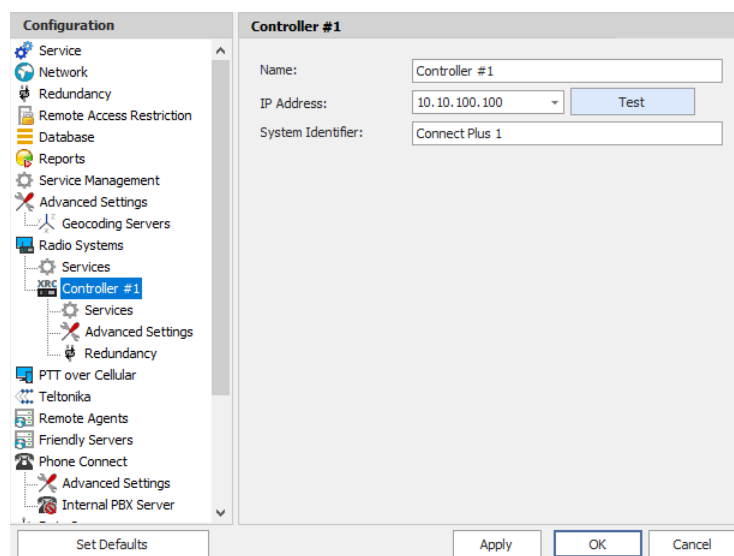 Configuration
Service
Network
Redundancy
Remote Access Restriction
Database
Reports
Service Management
Advanced Settings
Geocoding Servers
Radio Systems
Services
XRC Controller #1
Services
Advanced Settings
Redundancy
PTT over Cellular
Teltonika
Remote Agents
Friendly Servers
Phone Connect
Advanced Settings
Internal PBX Server
Set Defaults
Controller #1
Name: Controller #1
IP Address: 10.10.100.100 Test
System Identifier: Connect Plus 1
Apply OK Cancel